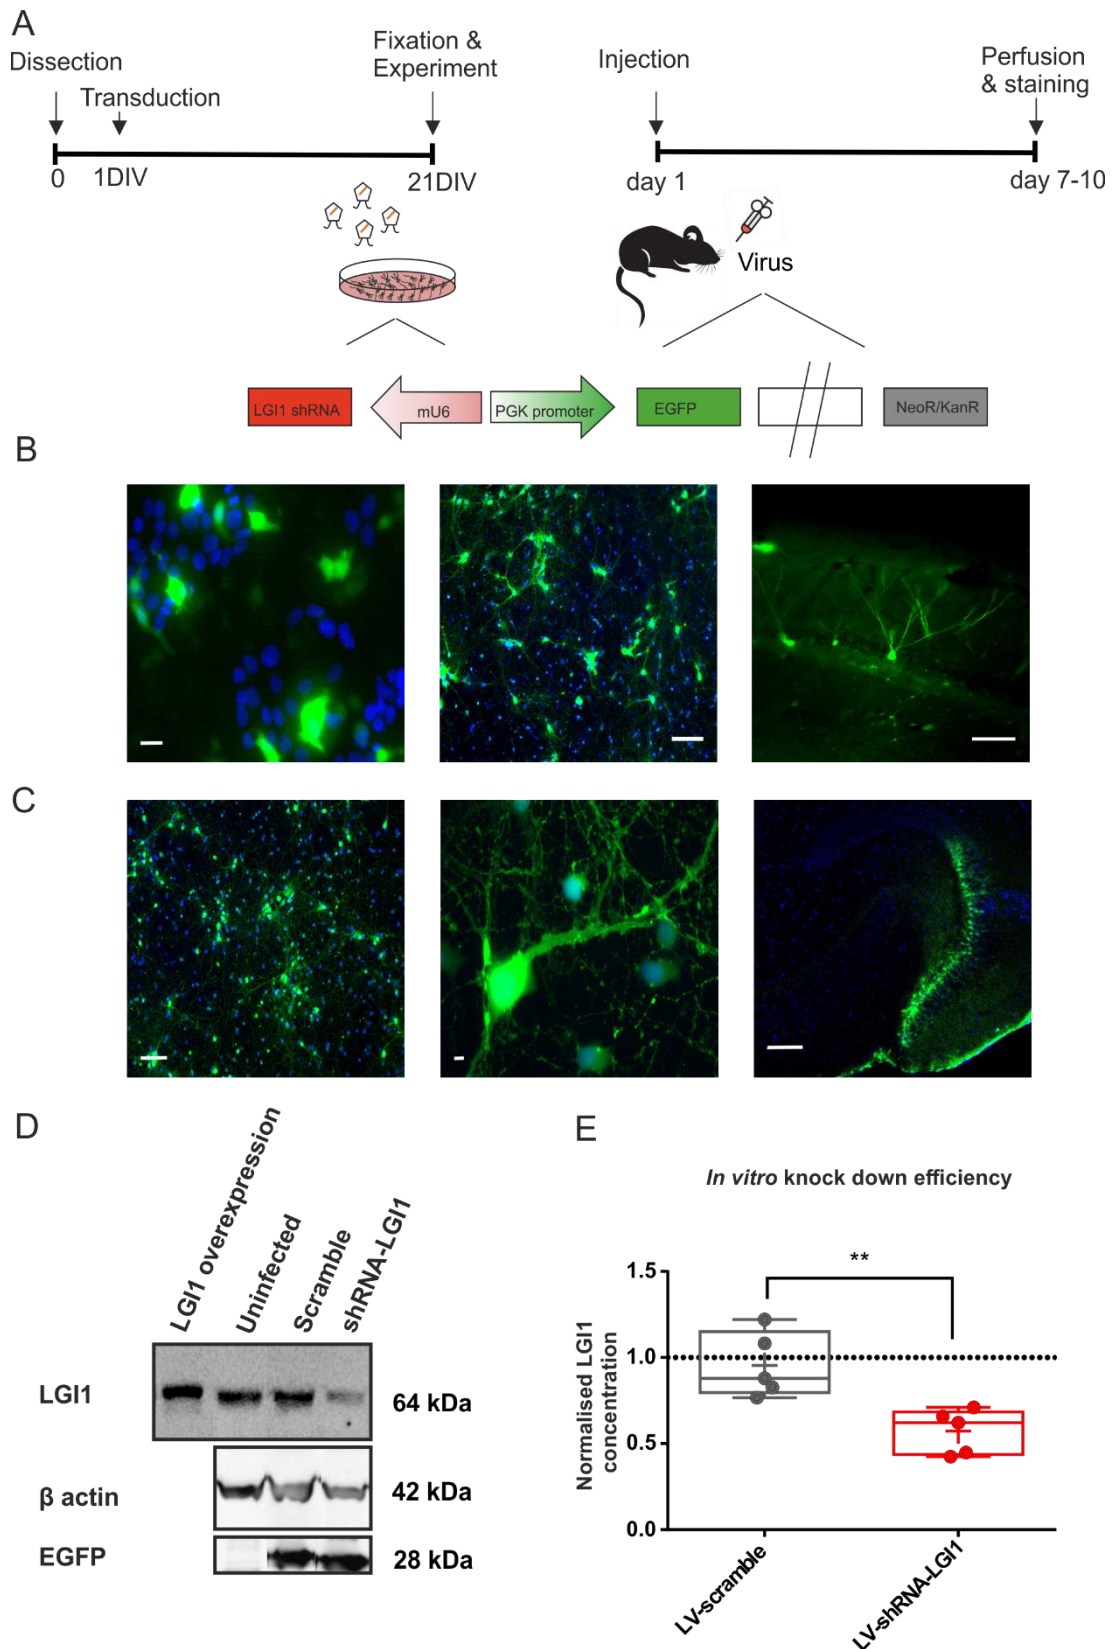 A
Dissection
Transduction
Fixation &
Experiment
Injection
Perfusion
& staining
0
1DIV
21DIV
day 1
day 7-10
Virus
LGI1 shRNA
mU6
PGK promoter
EGFP
NeoR/KanR
B
C
D
LGI1 overexpression
Uninfected
Scramble
shRNA-LGI1
LGI1
64 kDa
β actin
42 kDa
EGFP
28 kDa
E
In vitro knock down efficiency
**
Normalised LGI1
concentration
1.5
1.0
0.5
0.0
LV-scramble
LV-shRNA-LGI1